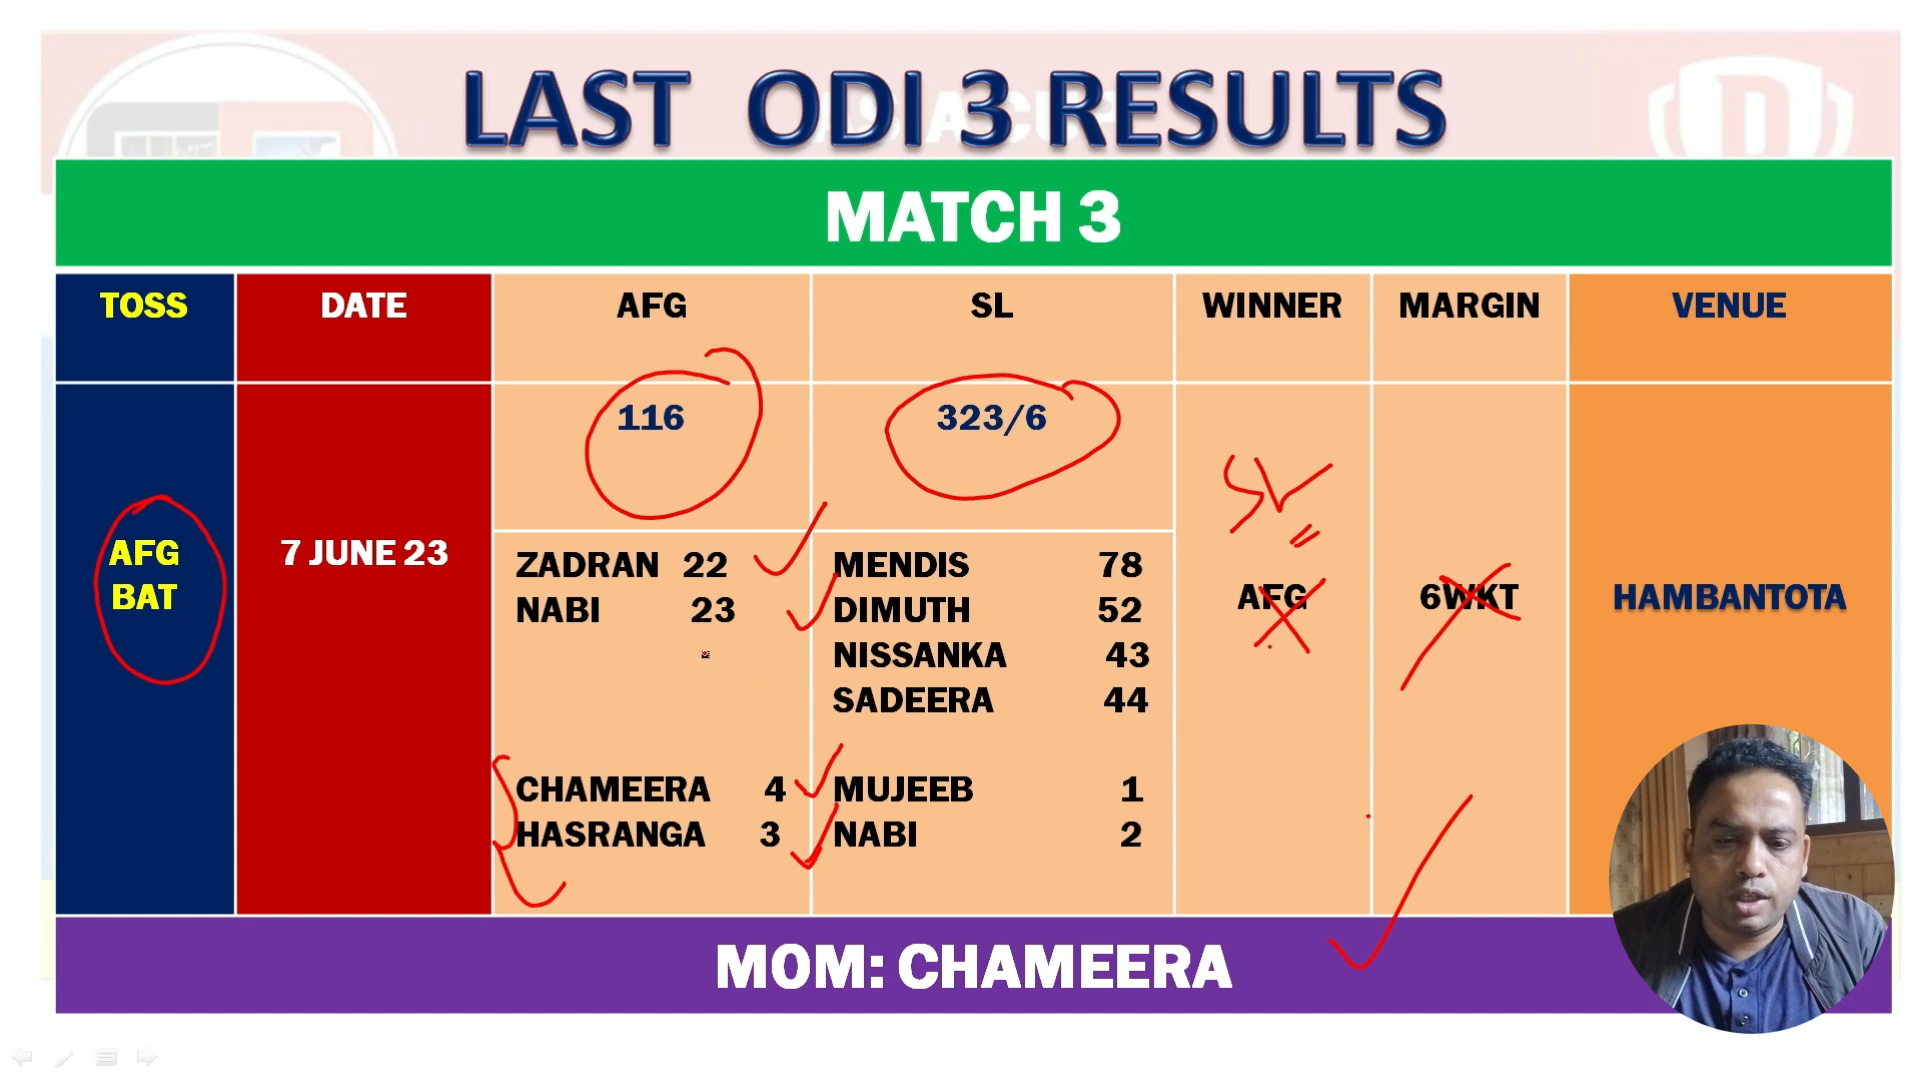 LAST ODI 3 RESULTS
MATCH 3
TOSS DATE AFG SL WINNER MARGIN VENUE
116 323/6
SL
AFG
BAT
7 JUNE 23
ZADRAN 22
NABI 23
CHAMEERA 4
HASRANGA 3
MENDIS 78
DIMUTH 52
NISSANKA 43
SADEERA 44
MUJEEB 1
NABI 2
AFG
6WKT
HAMBANTOTA
MOM: CHAMEERA